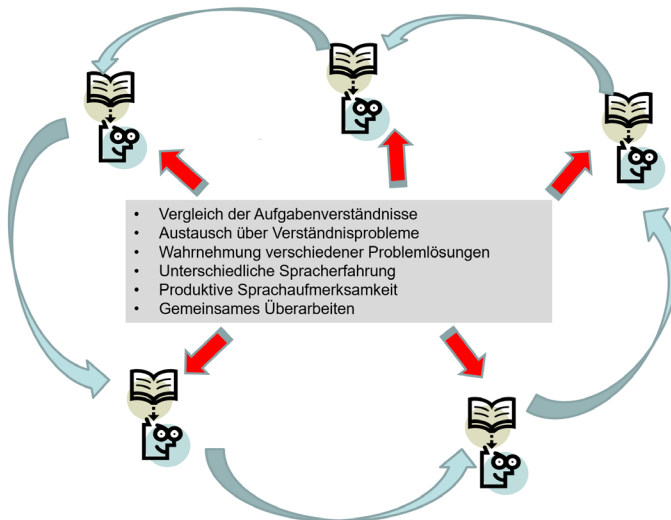 • Vergleich der Aufgabenverständnisse
• Austausch über Verständnisprobleme
• Wahrnehmung verschiedener Problemlösungen
• Unterschiedliche Spracherfahrung
• Produktive Sprachaufmerksamkeit
• Gemeinsames Überarbeiten